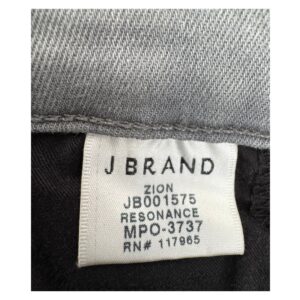 J BRAND
ZION
JB001575
RESONANCE
MPO-3737
RN# 117965